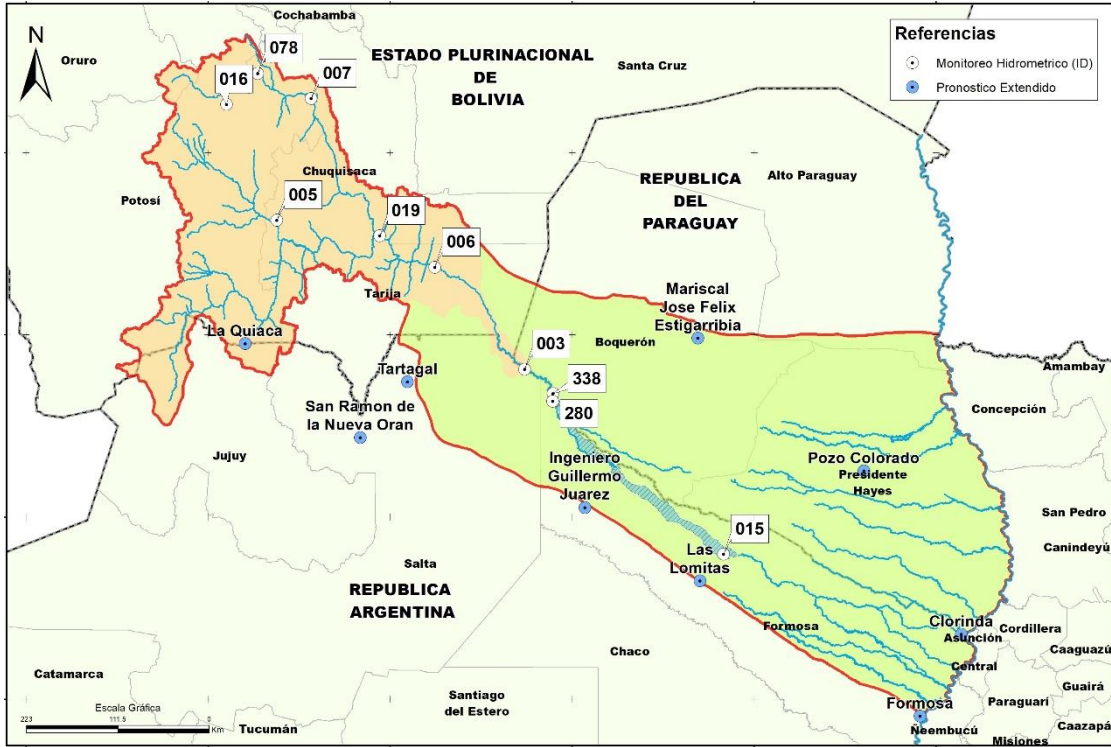 Cochabamba
N
Oruro
078
ESTADO PLURINACIONAL
DE
BOLIVIA
Santa Cruz
016
007
Referencias
Monitoreo Hidrometrico (ID)
Pronostico Extendido
Chuquisaca
Potosí
REPUBLICA
DEL
PARAGUAY
Alto Paraguay
005
019
006
Tarija
Mariscal
Jose Felix
Estigarribia
La Quiaca
Boquerón
003
Amambay
Tartagal
338
280
Concepción
San Ramon de
la Nueva Oran
Jujuy
Ingeniero
Guillermo
Juarez
Pozo Colorado
Presidente
Hayes
San Pedro
015
Canindeyú
Las
Lomitas
Salta
REPUBLICA
ARGENTINA
Formosa
Clorinda
Asunción
Cordillera
Chaco
Caaguazú
Central
Catamarca
Guairá
Santiago
del Estero
Formosa
Paraguarí
Escala Gráfica
223
111.5
0
Km
Tucumán
Ñeembucú
Caazapá
Misiones